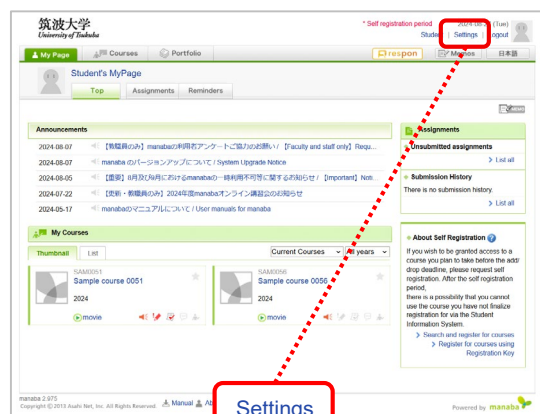 筑波大学
University of Tsukuba
* Self registration period
2024-08- (Tue)
Student | Settings | Logout
My Page
Courses
Portfolio
respon
Memos
日本語
Student's MyPage
Top
Assignments
Reminders
Announcements
2024-08-07 【教職員のみ】manabaの利用者アンケートご協力のお願い / 【Faculty and staff only】Requ...
2024-08-07 manaba のバージョンアップについて / System Upgrade Notice
2024-08-05 【重要】8月及び9月におけるmanabaの一時利用不可等に関するお知らせ / 【Important】Noti...
2024-07-22 【更新・教職員のみ】2024年度manabaオンライン講習会のお知らせ
2024-05-17 manabaのマニュアルについて / User manuals for manaba
Assignments
Unsubmitted assignments
List all
Submission History
There is no submission history.
List all
My Courses
Thumbnail
List
Current Courses
All years
SAM0051
Sample course 0051
2024
movie
SAM0056
Sample course 0056
2024
movie
About Self Registration
If you wish to be granted access to a
course you plan to take before the add/
drop deadline, please request self
registration. After the self registration
period,
there is a possibility that you cannot
use the course you have not finalize
registration for via the Student
Information System.
Search and register for courses
Register for courses using
Registration Key
manaba 2.975
Copyright © 2013 Asahi Net, Inc. All Rights Reserved.
Manual
Ab
Settings
Powered by manaba